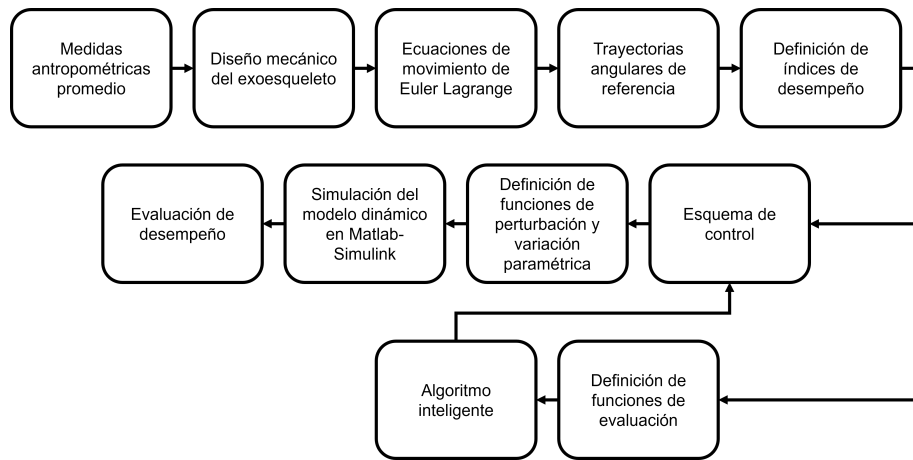 Medidas
antropométricas
promedio
Diseño mecánico
del exoesqueleto
Ecuaciones de
movimiento de
Euler Lagrange
Trayectorias
angulares de
referencia
Definición de
índices de
desempeño
Evaluación de
desempeño
Simulación del
modelo dinámico
en Matlab-
Simulink
Definición de
funciones de
perturbación y
variación
paramétrica
Esquema de
control
Algoritmo
inteligente
Definición de
funciones de
evaluación